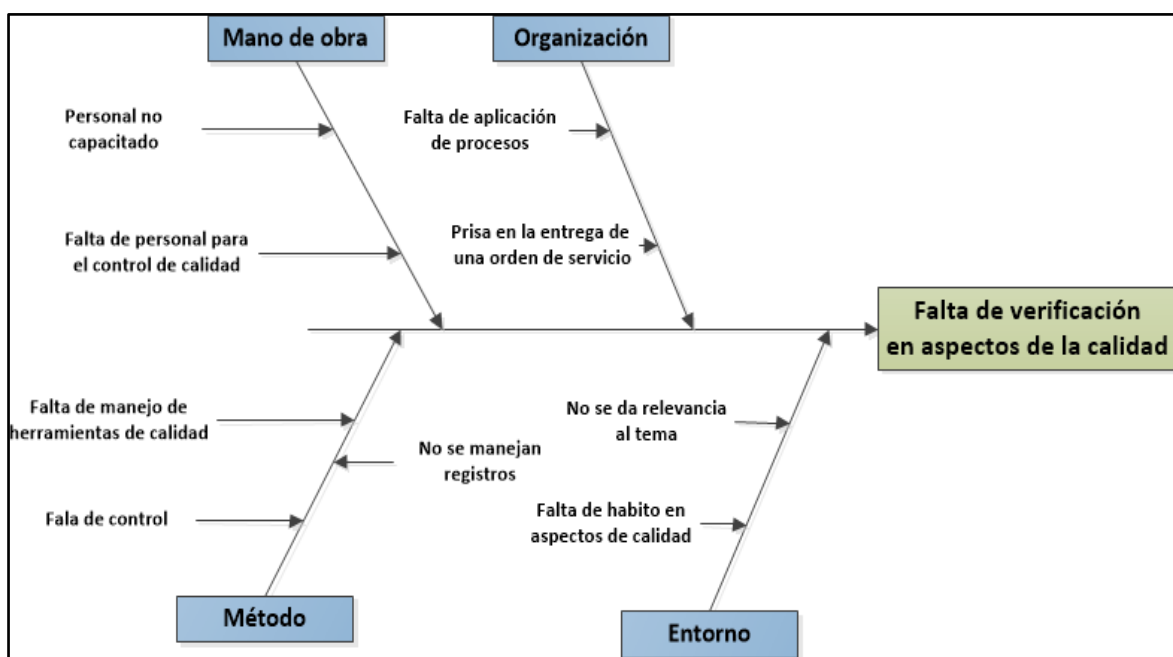 Mano de obra
Organización
Personal no
capacitado
Falta de aplicación
de procesos
Falta de personal para
el control de calidad
Prisa en la entrega de
una orden de servicio
Falta de verificación
en aspectos de la calidad
Falta de manejo de
herramientas de calidad
No se manejan
registros
Fala de control
No se da relevancia
al tema
Falta de habito en
aspectos de calidad
Método
Entorno